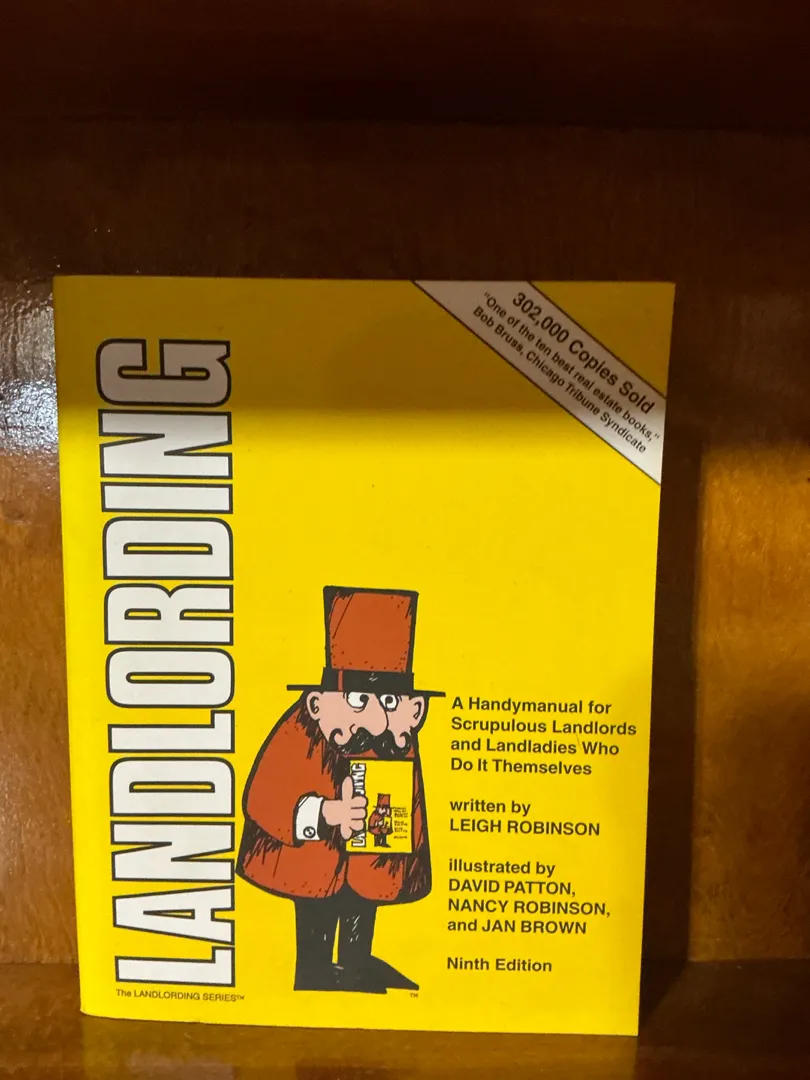 LANDLORDING
302,000 Copies Sold
"One of the ten best real estate books,"
Bob Bruss, Chicago Tribune Syndicate
A Handymanual for
Scrupulous Landlords
and Landladies Who
Do It Themselves
written by
LEIGH ROBINSON
illustrated by
DAVID PATTON,
NANCY ROBINSON,
and JAN BROWN
Ninth Edition
The LANDLORDING SERIES™
™